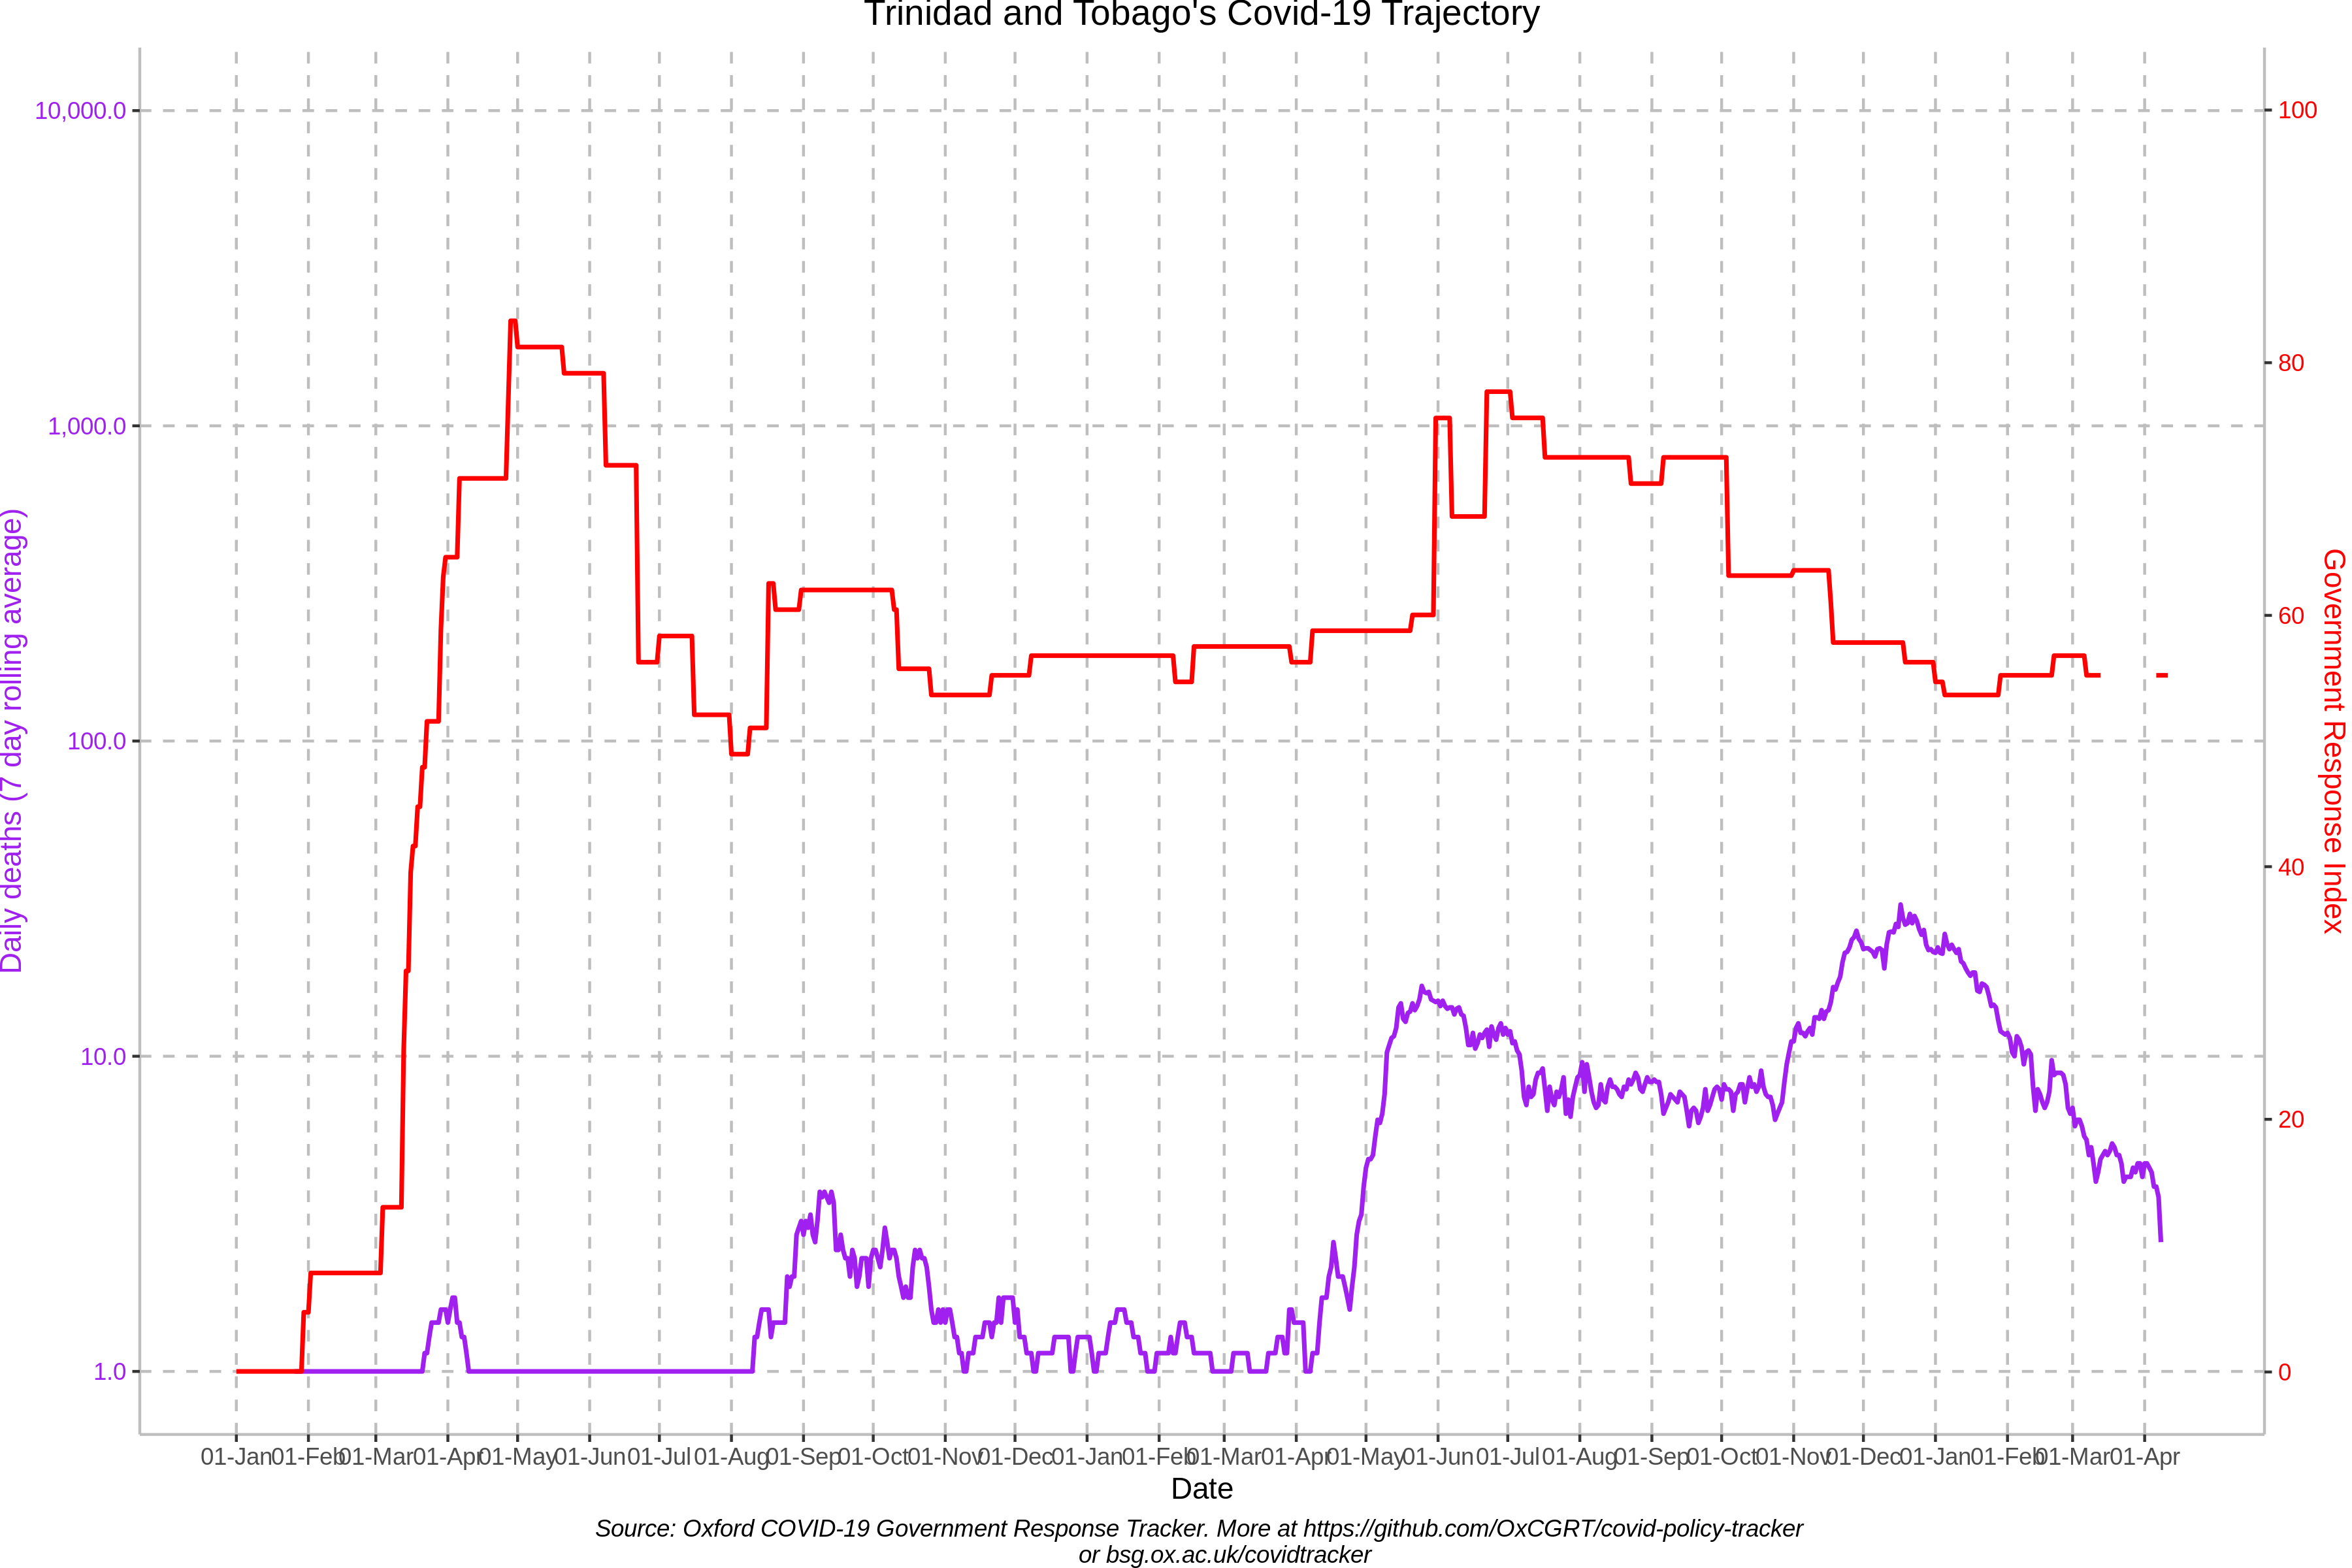 Trinidad and Tobago's Covid-19 Trajectory
Daily deaths (7 day rolling average)
10,000.0
1,000.0
100.0
10.0
1.0
100
80
60
40
20
0
Government Response Index
01-Jan 01-Feb 01-Mar 01-Apr 01-May 01-Jun 01-Jul 01-Aug 01-Sep 01-Oct 01-Nov 01-Dec 01-Jan 01-Feb 01-Mar 01-Apr 01-May 01-Jun 01-Jul 01-Aug 01-Sep 01-Oct 01-Nov 01-Dec 01-Jan 01-Feb 01-Mar 01-Apr
Date
Source: Oxford COVID-19 Government Response Tracker. More at https://github.com/OxCGRT/covid-policy-tracker
or bsg.ox.ac.uk/covidtracker